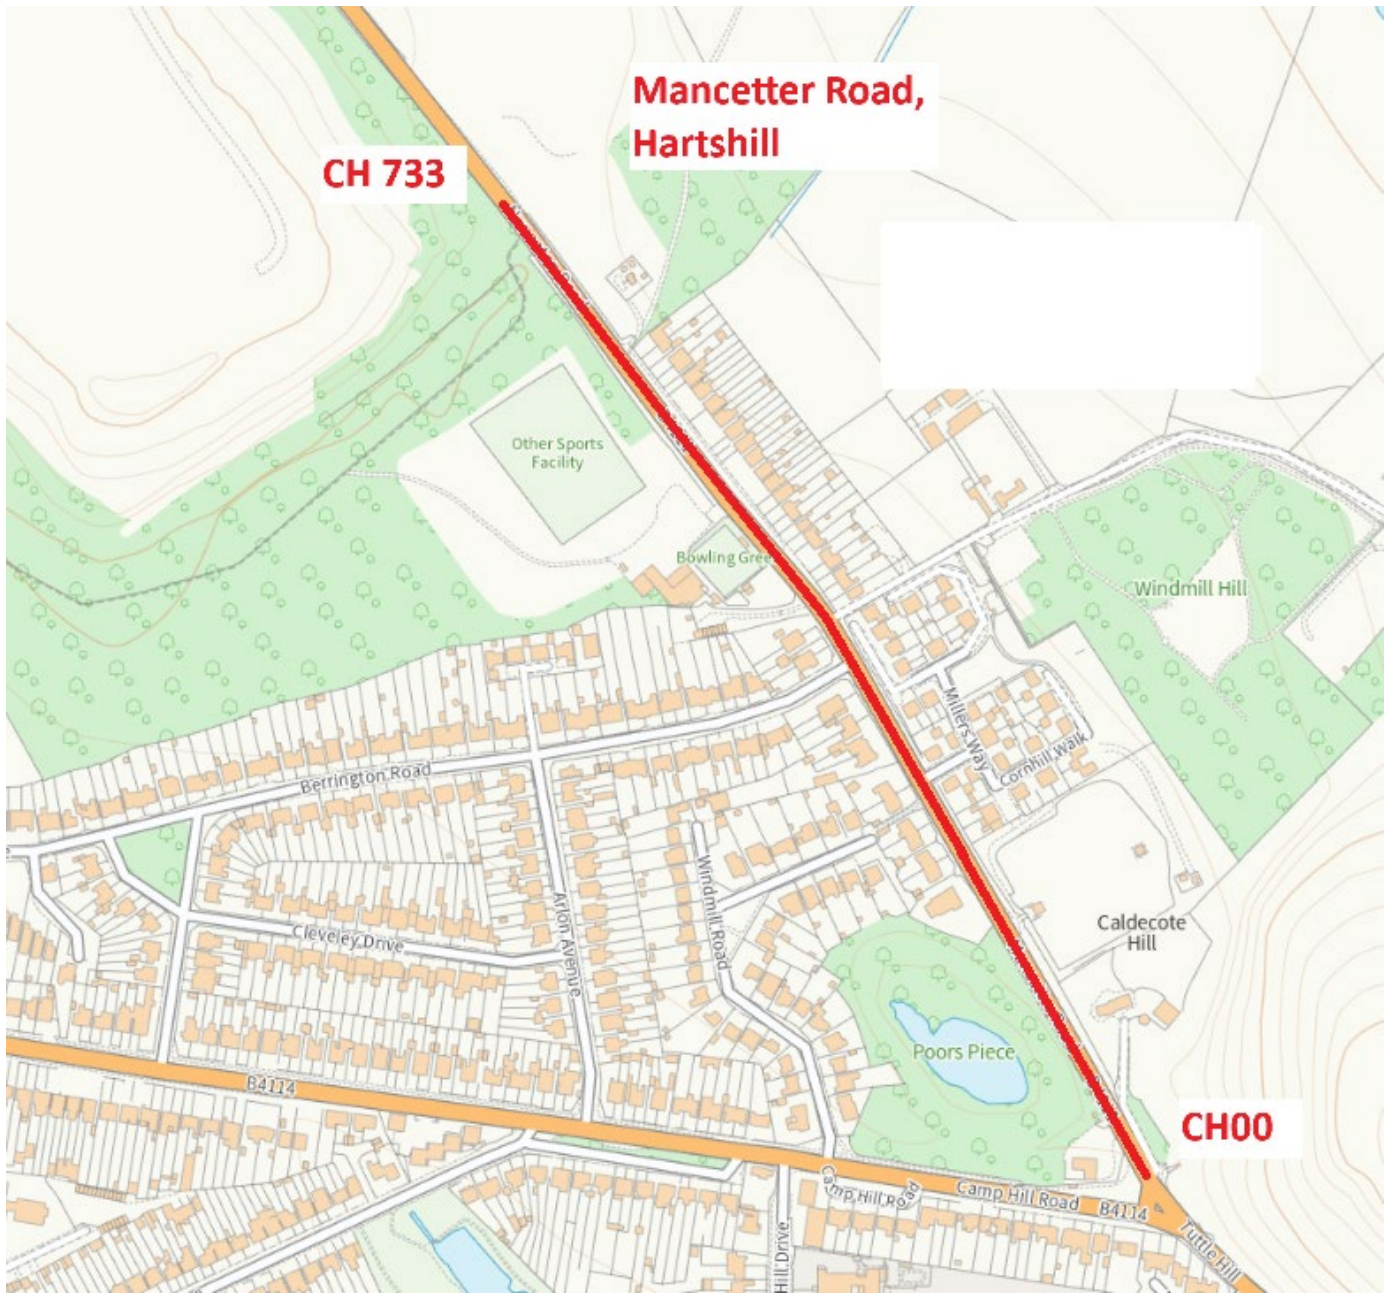 Mancetter Road,
Hartshill
CH 733
Other Sports
Facility
Bowling Gree
Windmill Hill
Millers Way
Cornhill Walk
Berrington Road
Windmill Road
Arlon Avenue
Cleveley Drive
Caldecote
Hill
Poors Piece
B4114
CH00
Camp Hill Road
Camp Hill Road
B4114
Tuttle Hill
Hill Drive